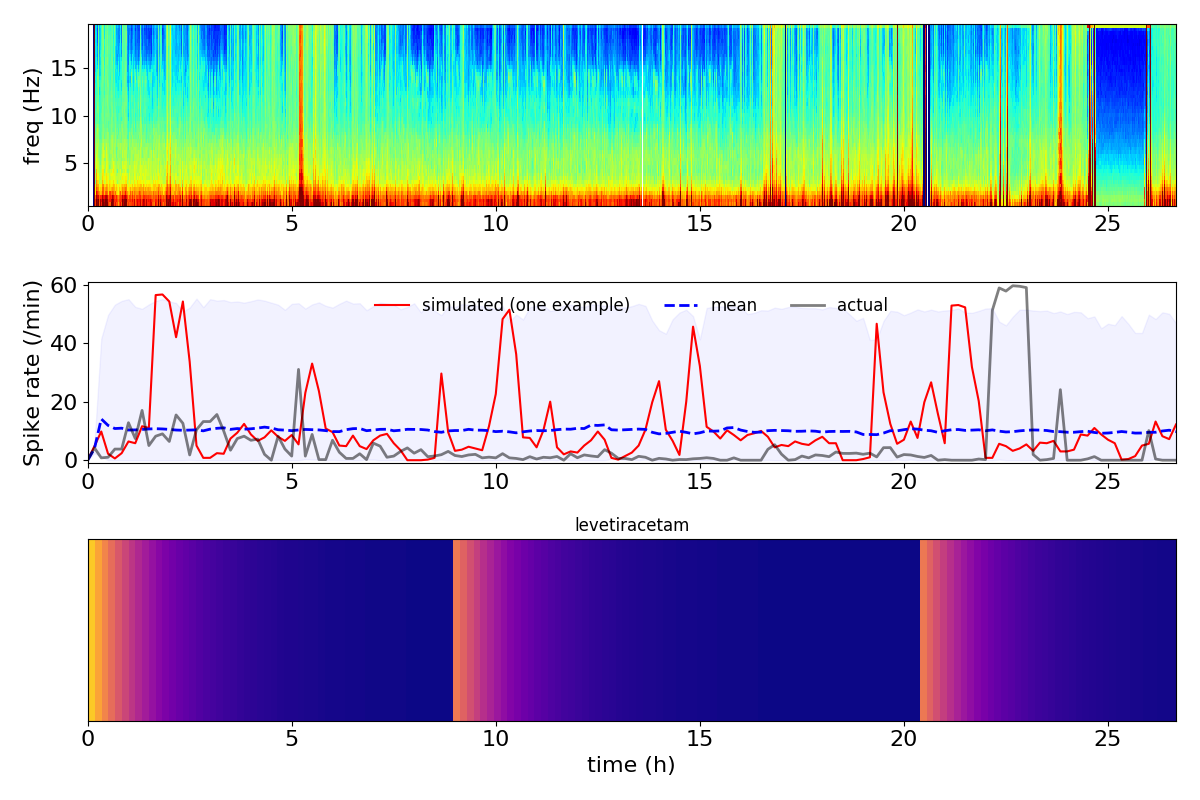 freq (Hz)
15
10
5
0 5 10 15 20 25
Spike rate (/min)
60
40
20
0
simulated (one example) mean actual
0 5 10 15 20 25
levetiracetam
0 5 10 15 20 25
time (h)